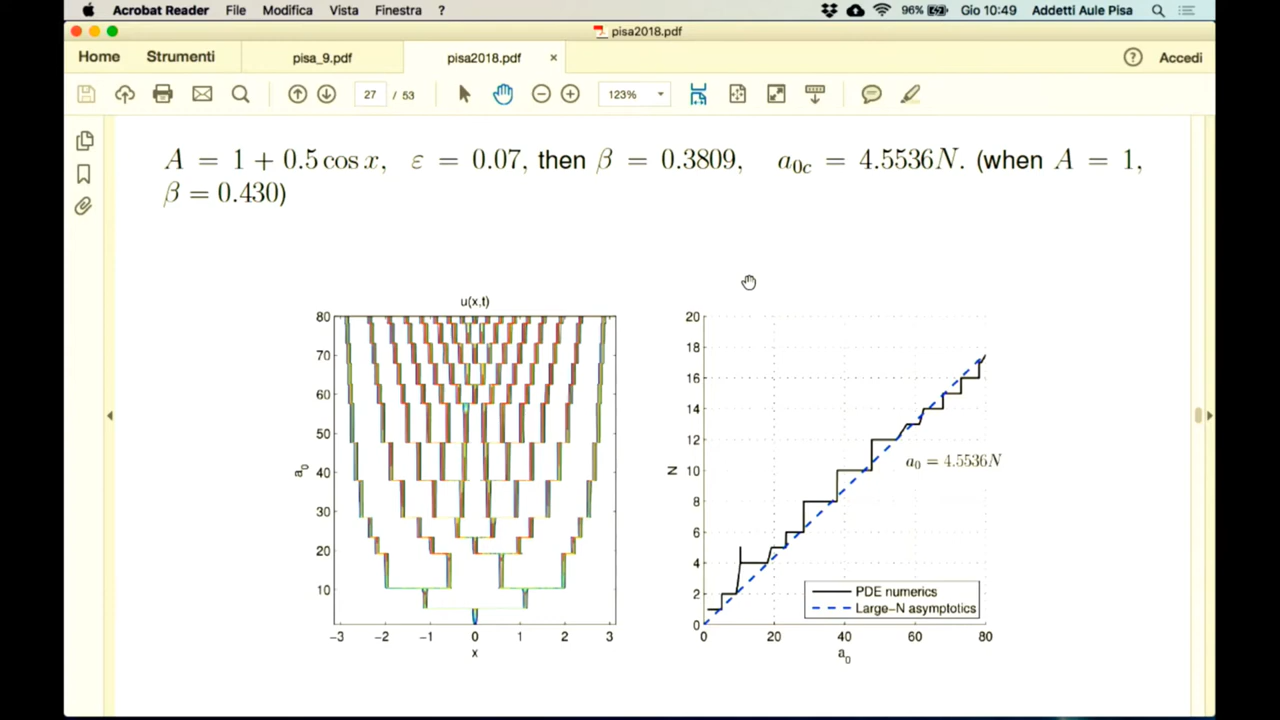 Acrobat Reader File Modifica Vista Finestra ? 96% Gio 10:49 Addetti Aule Pisa
pisa2018.pdf
Home Strumenti pisa_9.pdf pisa2018.pdf × ? Accedi
27 / 53 123%
A = 1 + 0.5 cos x, ε = 0.07, then β = 0.3809, a₀c = 4.5536N. (when A = 1,
β = 0.430)
u(x,t)
80
70
60
50
40
30
20
10
a₀
−3 −2 −1 0 1 2 3
x
20
18
16
14
12
10
8
6
4
2
0
N
a₀ = 4.5536N
PDE numerics
Large−N asymptotics
0 20 40 60 80
a₀